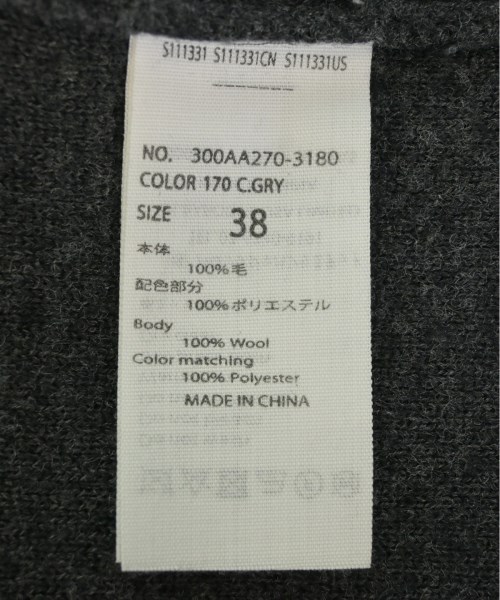 S111331 S111331CN S111331US
NO. 300AA270-3180
COLOR 170 C.GRY
SIZE 38
本体
100%毛
配色部分
100%ポリエステル
Body
100% Wool
Color matching
100% Polyester
MADE IN CHINA